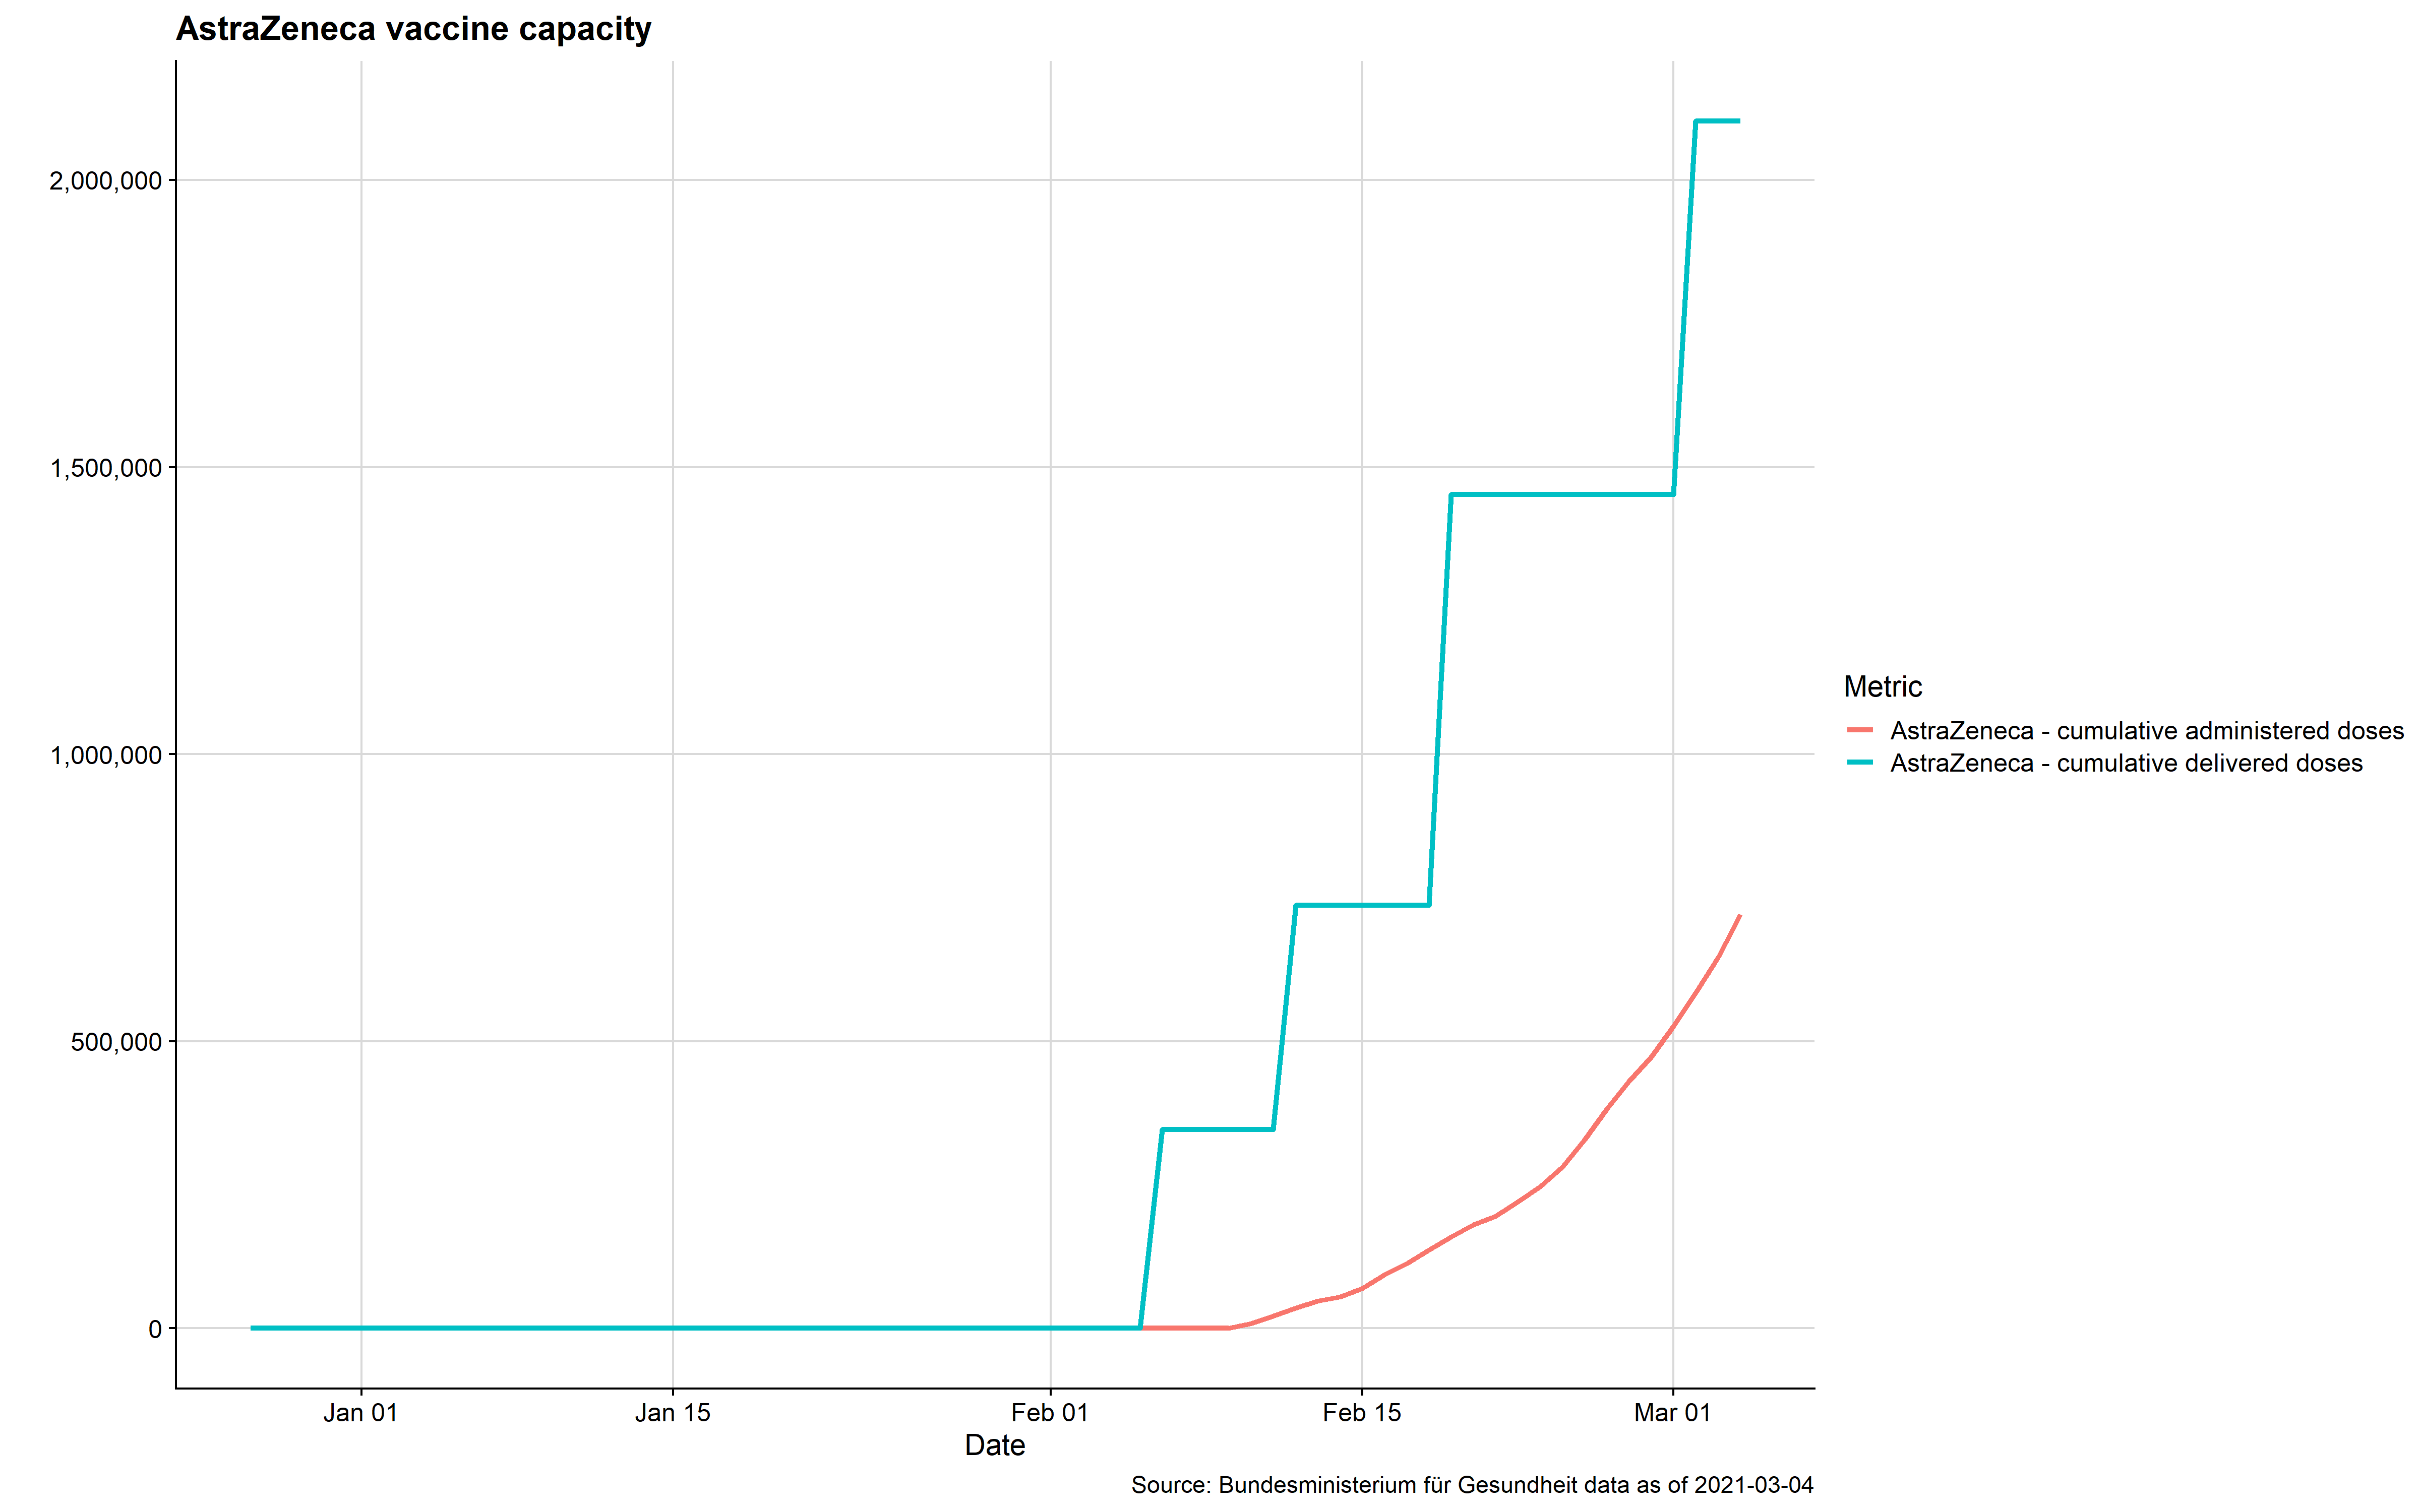 AstraZeneca vaccine capacity
2,000,000
1,500,000
1,000,000
500,000
0
Jan 01
Jan 15
Feb 01
Feb 15
Mar 01
Date
Metric
AstraZeneca - cumulative administered doses
AstraZeneca - cumulative delivered doses
Source: Bundesministerium für Gesundheit data as of 2021-03-04